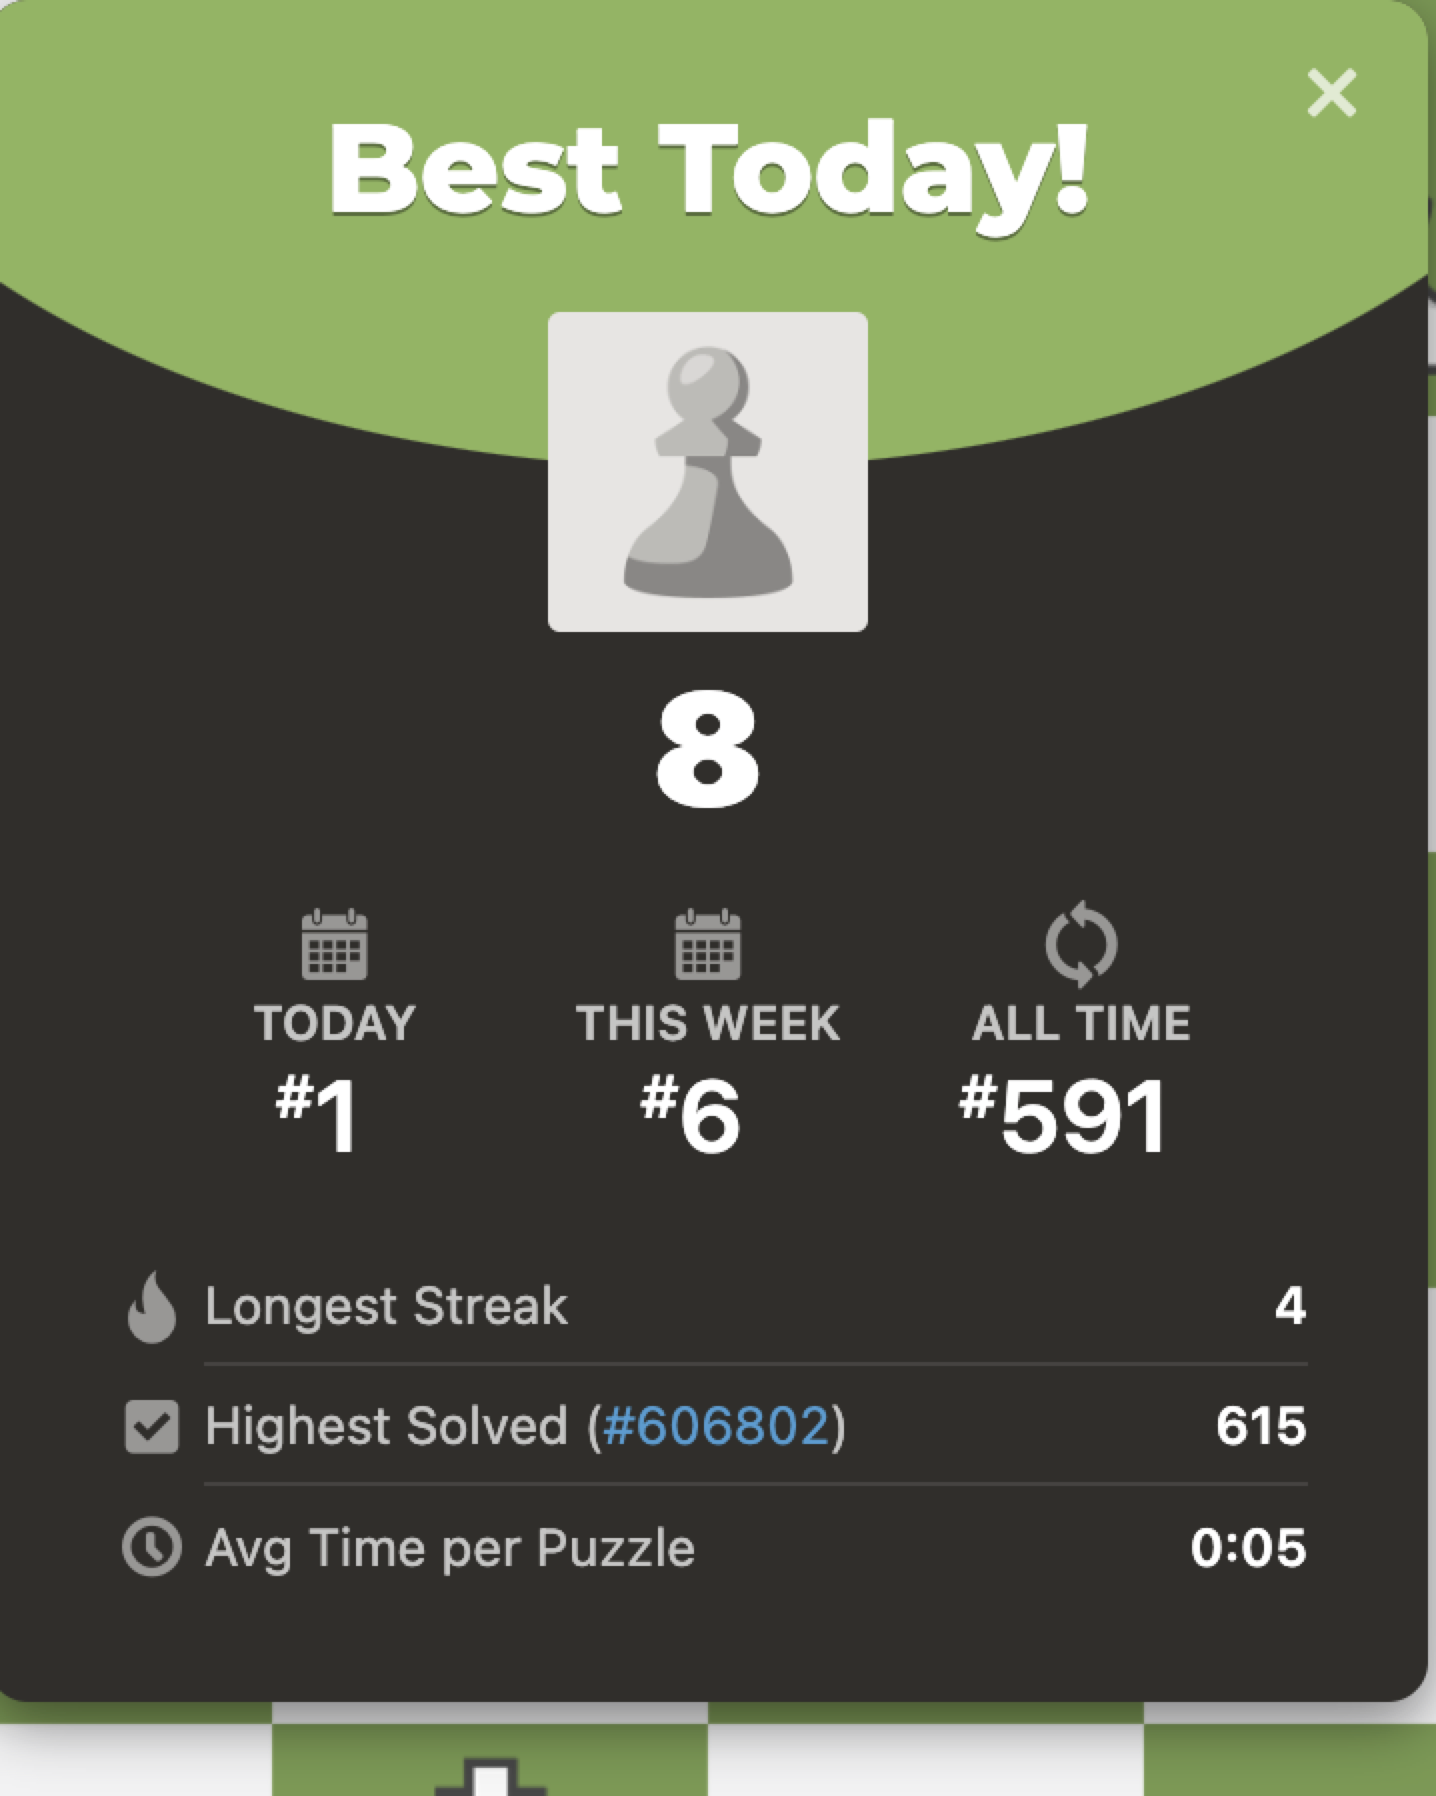 Best Today!
8
TODAY
#1
THIS WEEK
#6
ALL TIME
#591
Longest Streak 4
Highest Solved (#606802) 615
Avg Time per Puzzle 0:05